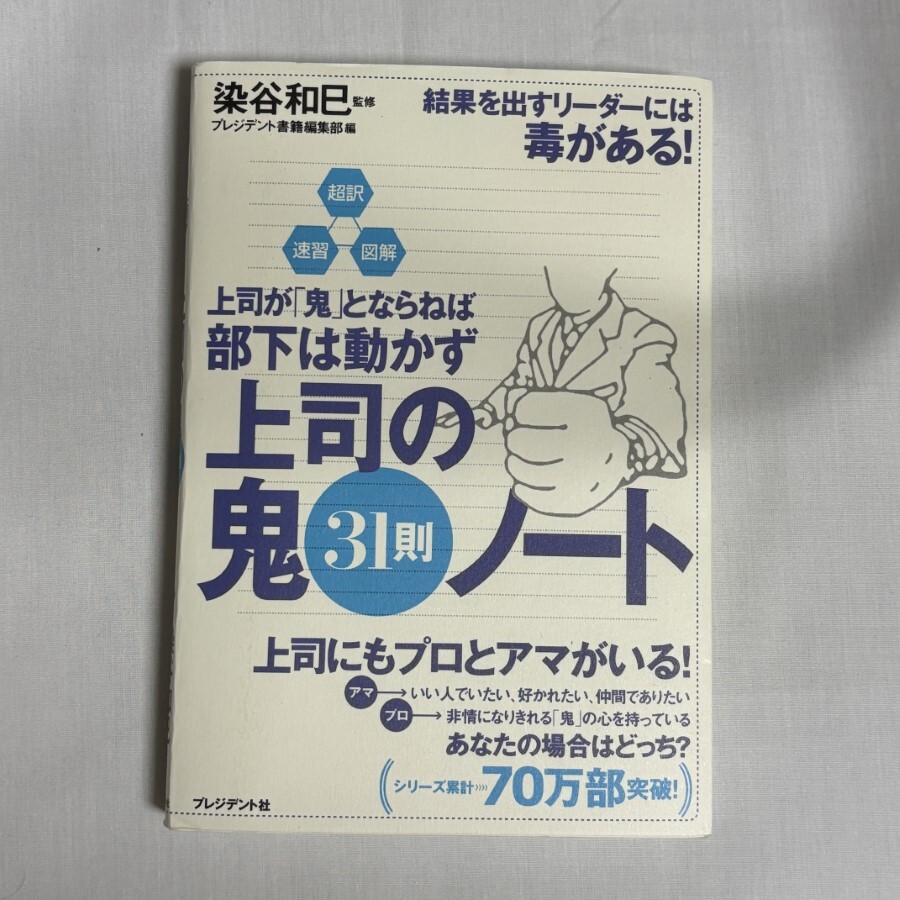 染谷和巳 監修
プレジデント書籍編集部 編
結果を出すリーダーには
毒がある!
超訳
速習
図解
上司が「鬼」とならねば
部下は動かず
上司の
鬼31則ノート
上司にもプロとアマがいる!
アマ→いい人でいたい、好かれたい、仲間でありたい
プロ→非情になりきれる「鬼」の心を持っている
あなたの場合はどっち?
(シリーズ累計»»70万部突破!)
プレジデント社